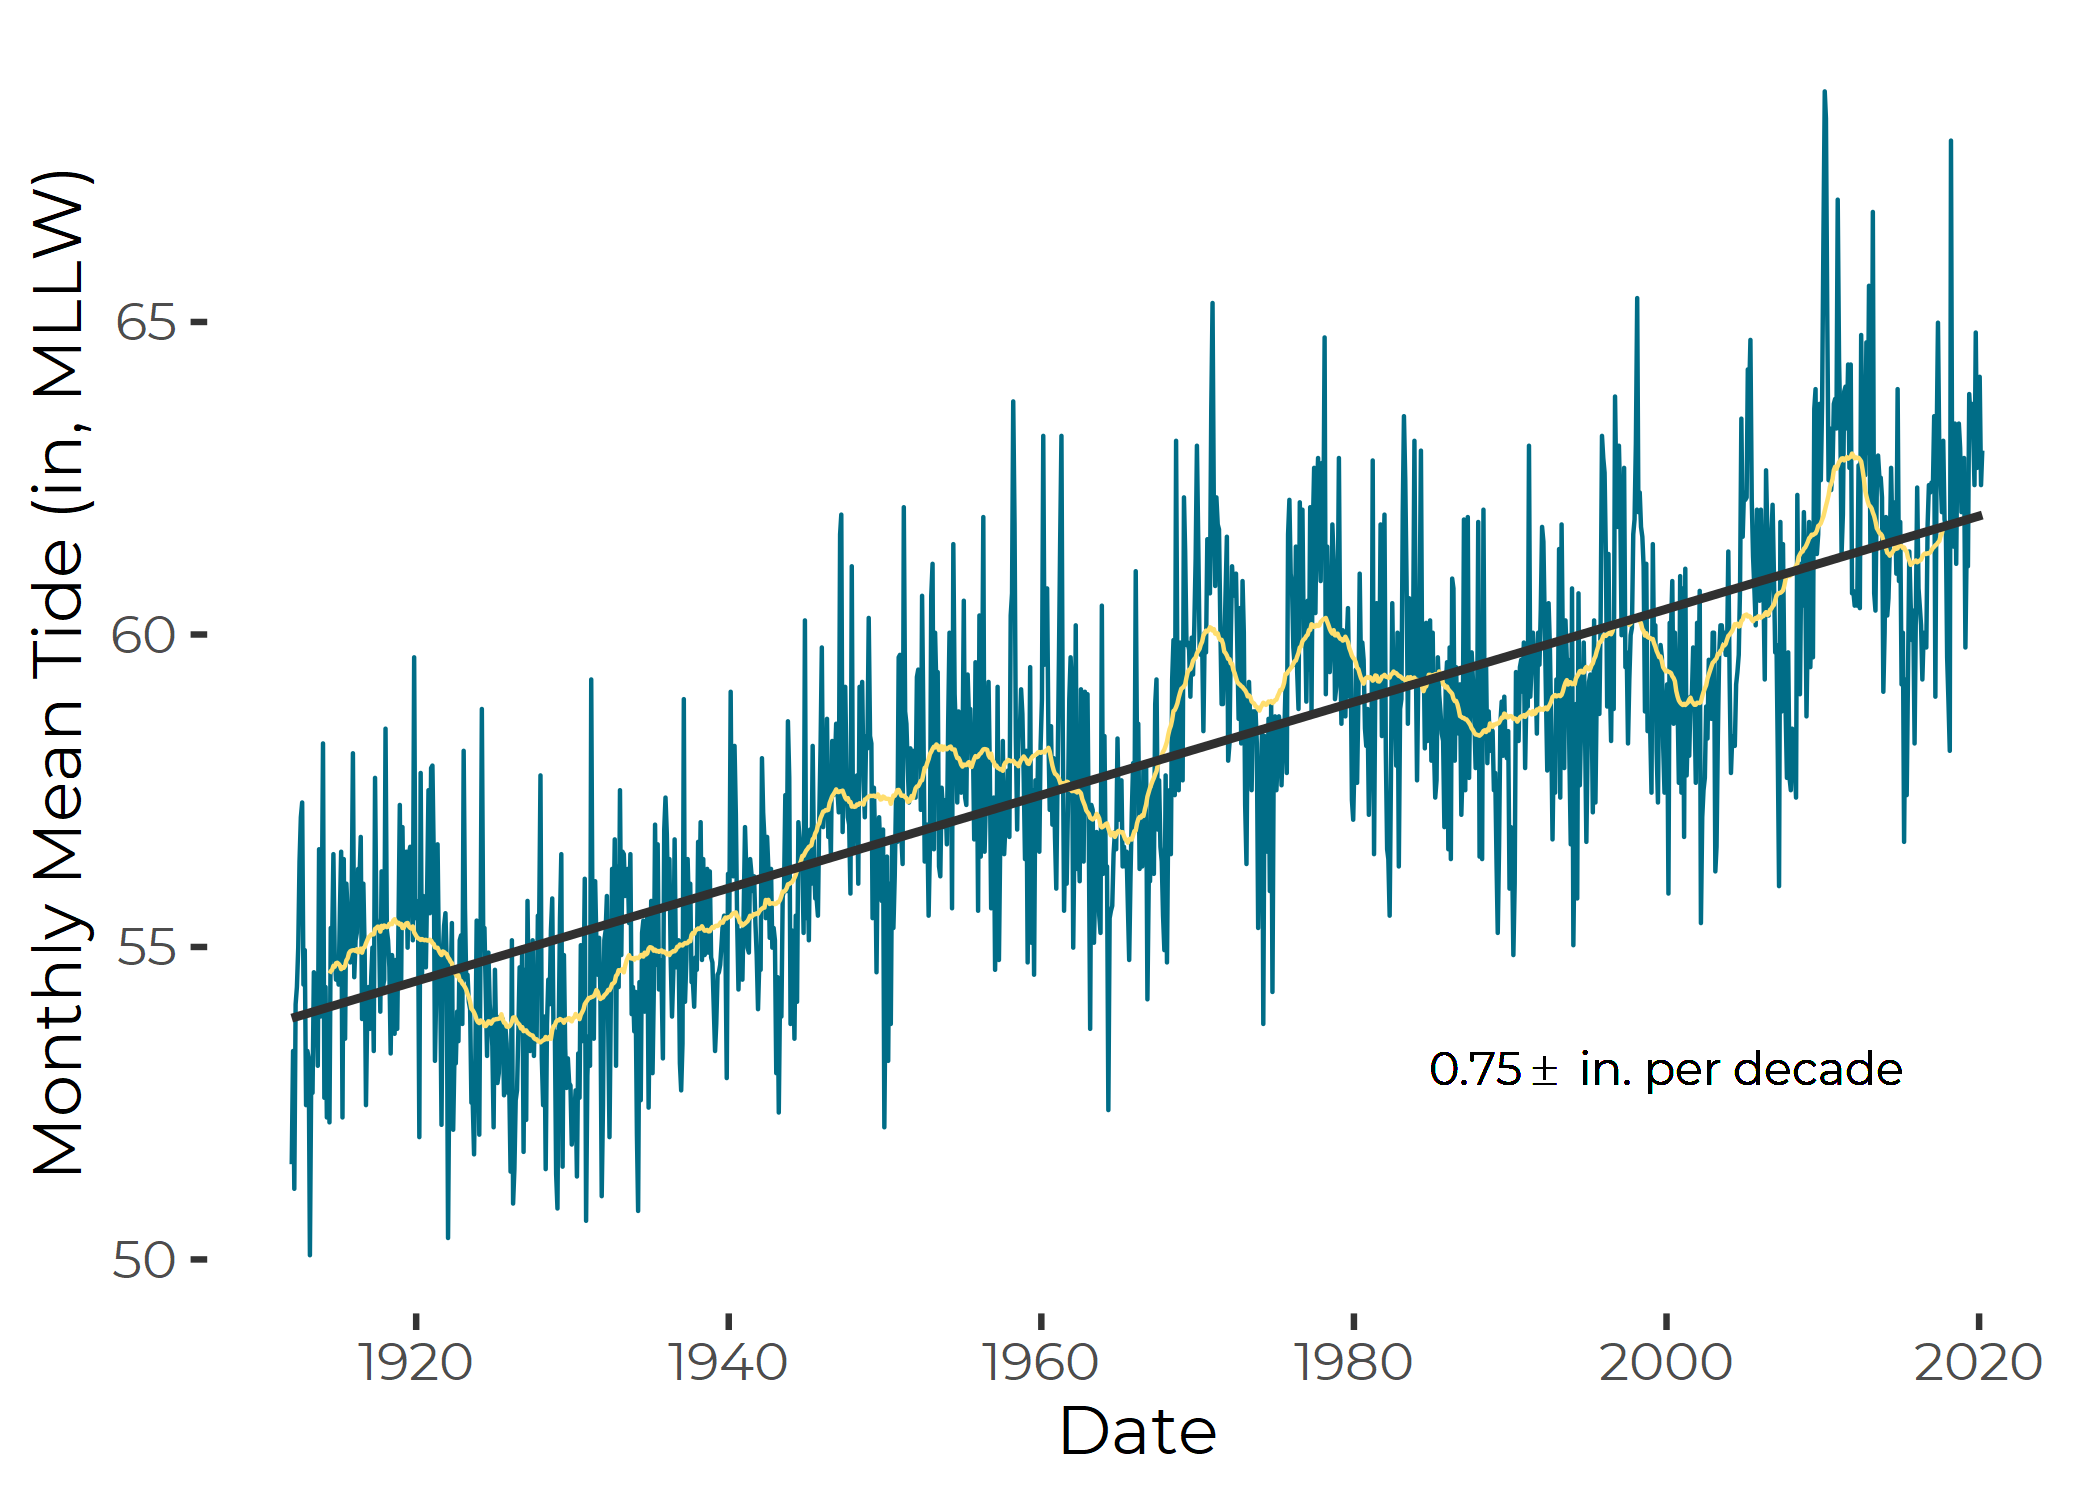 Monthly Mean Tide (in, MLLW)
65
60
55
50
0.75 ± in. per decade
1920 1940 1960 1980 2000 2020
Date